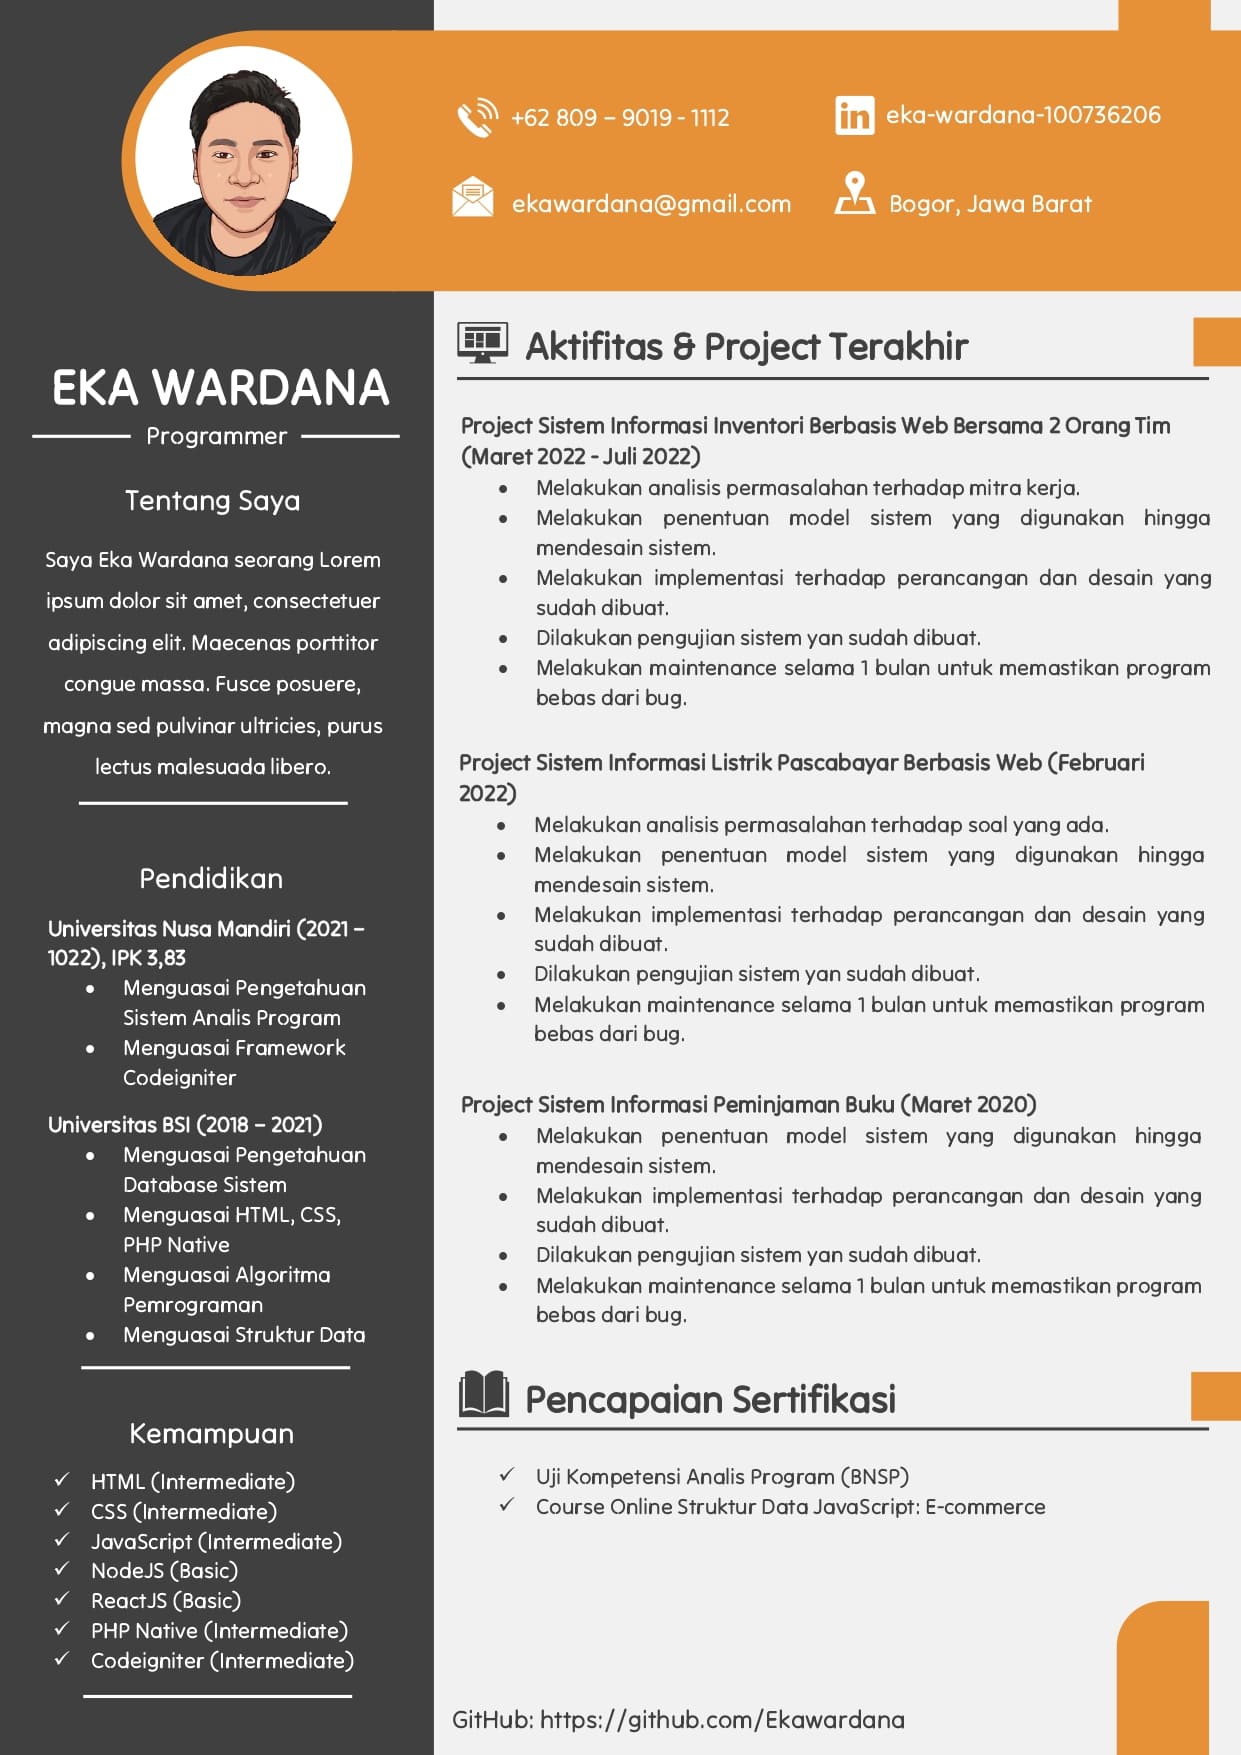 +62 809 – 9019 - 1112
eka-wardana-100736206
ekawardana@gmail.com
Bogor, Jawa Barat
EKA WARDANA
Programmer
Tentang Saya
Saya Eka Wardana seorang Lorem
ipsum dolor sit amet, consectetuer
adipiscing elit. Maecenas porttitor
congue massa. Fusce posuere,
magna sed pulvinar ultricies, purus
lectus malesuada libero.
Pendidikan
Universitas Nusa Mandiri (2021 –
1022), IPK 3,83
• Menguasai Pengetahuan
Sistem Analis Program
• Menguasai Framework
Codeigniter
Universitas BSI (2018 – 2021)
• Menguasai Pengetahuan
Database Sistem
• Menguasai HTML, CSS,
PHP Native
• Menguasai Algoritma
Pemrograman
• Menguasai Struktur Data
Kemampuan
✓ HTML (Intermediate)
✓ CSS (Intermediate)
✓ JavaScript (Intermediate)
✓ NodeJS (Basic)
✓ ReactJS (Basic)
✓ PHP Native (Intermediate)
✓ Codeigniter (Intermediate)
Aktifitas & Project Terakhir
Project Sistem Informasi Inventori Berbasis Web Bersama 2 Orang Tim
(Maret 2022 - Juli 2022)
• Melakukan analisis permasalahan terhadap mitra kerja.
• Melakukan penentuan model sistem yang digunakan hingga
mendesain sistem.
• Melakukan implementasi terhadap perancangan dan desain yang
sudah dibuat.
• Dilakukan pengujian sistem yan sudah dibuat.
• Melakukan maintenance selama 1 bulan untuk memastikan program
bebas dari bug.
Project Sistem Informasi Listrik Pascabayar Berbasis Web (Februari
2022)
• Melakukan analisis permasalahan terhadap soal yang ada.
• Melakukan penentuan model sistem yang digunakan hingga
mendesain sistem.
• Melakukan implementasi terhadap perancangan dan desain yang
sudah dibuat.
• Dilakukan pengujian sistem yan sudah dibuat.
• Melakukan maintenance selama 1 bulan untuk memastikan program
bebas dari bug.
Project Sistem Informasi Peminjaman Buku (Maret 2020)
• Melakukan penentuan model sistem yang digunakan hingga
mendesain sistem.
• Melakukan implementasi terhadap perancangan dan desain yang
sudah dibuat.
• Dilakukan pengujian sistem yan sudah dibuat.
• Melakukan maintenance selama 1 bulan untuk memastikan program
bebas dari bug.
Pencapaian Sertifikasi
✓ Uji Kompetensi Analis Program (BNSP)
✓ Course Online Struktur Data JavaScript: E-commerce
GitHub: https://github.com/Ekawardana